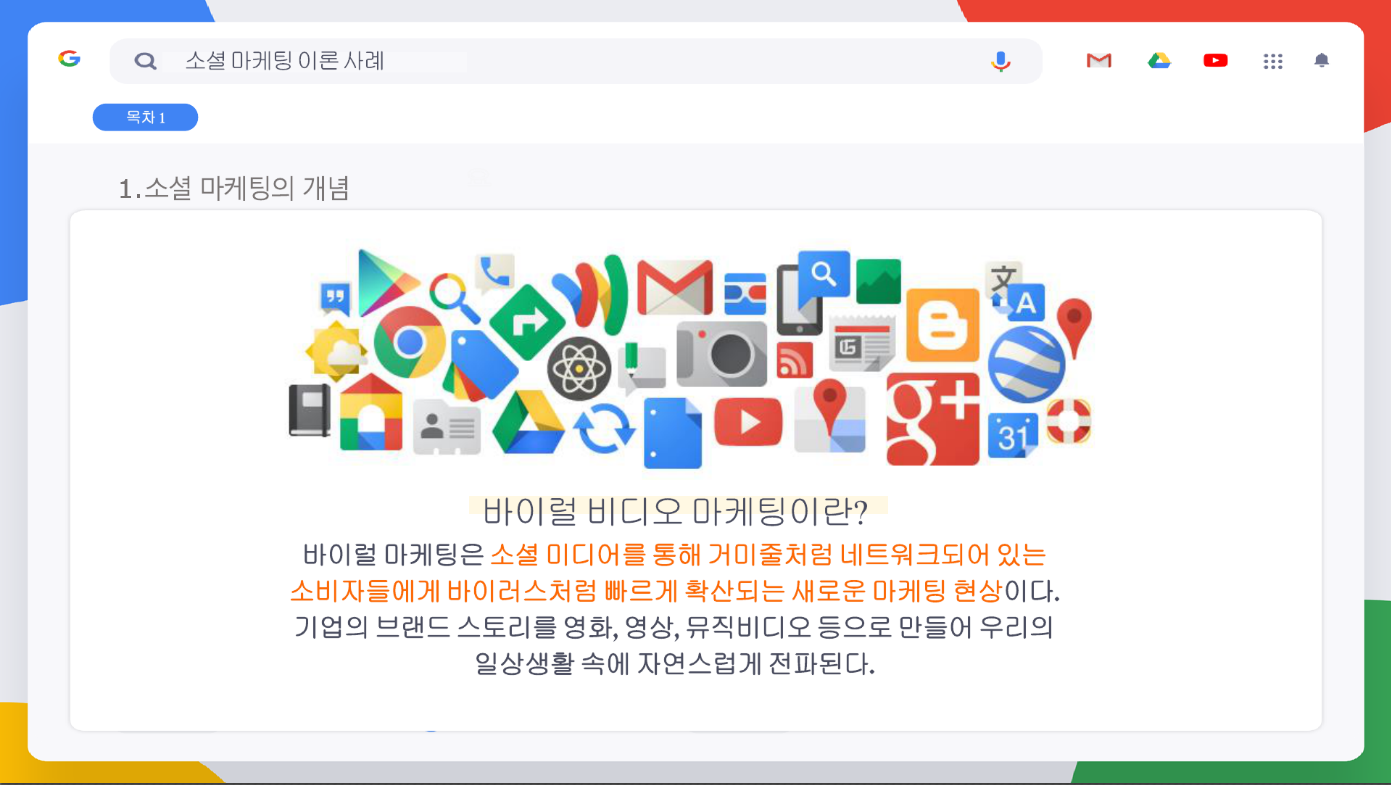 소셜 마케팅 이론 사례
목차 1
1.소셜 마케팅의 개념
文
A
G
g+
31
바이럴 비디오 마케팅이란?
바이럴 마케팅은 소셜 미디어를 통해 거미줄처럼 네트워크되어 있는
소비자들에게 바이러스처럼 빠르게 확산되는 새로운 마케팅 현상이다.
기업의 브랜드 스토리를 영화, 영상, 뮤직비디오 등으로 만들어 우리의
일상생활 속에 자연스럽게 전파된다.